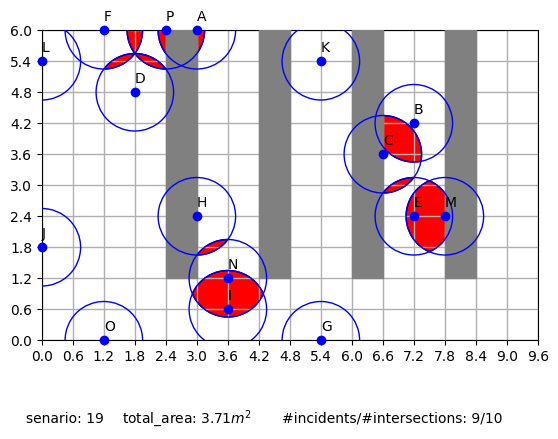 F P A
6.0
L K
5.4
D
4.8
B
4.2
C
3.6
3.0
H E M
2.4
J
1.8
N
1.2
I
0.6
O G
0.0
0.0 0.6 1.2 1.8 2.4 3.0 3.6 4.2 4.8 5.4 6.0 6.6 7.2 7.8 8.4 9.0 9.6
senario: 19 total_area: 3.71m² #incidents/#intersections: 9/10